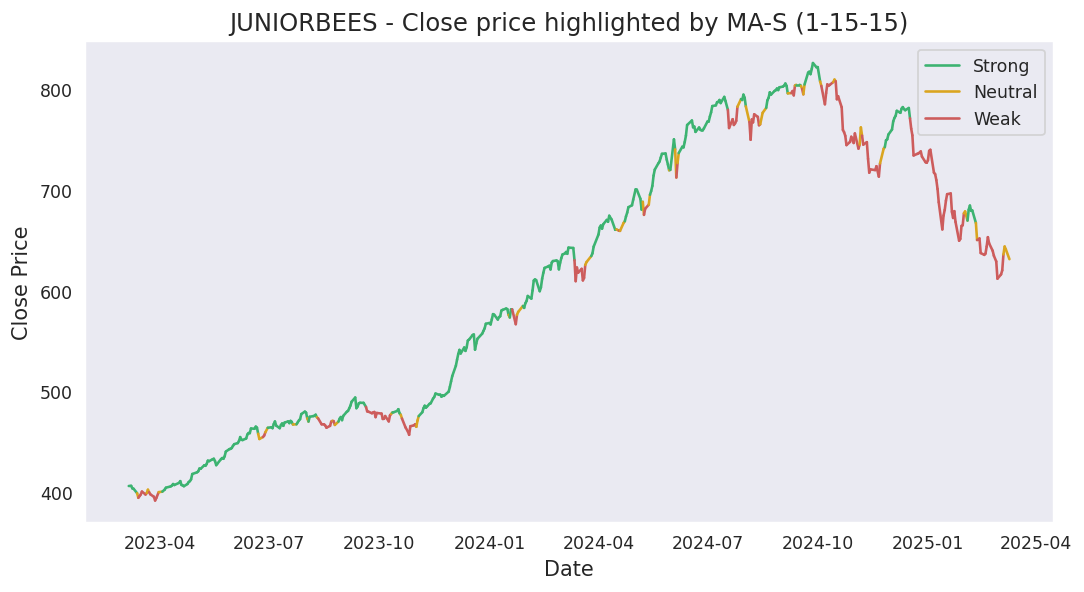 JUNIORBEES - Close price highlighted by MA-S (1-15-15)
Strong
Neutral
Weak
Close Price
800
700
600
500
400
2023-04 2023-07 2023-10 2024-01 2024-04 2024-07 2024-10 2025-01 2025-04
Date